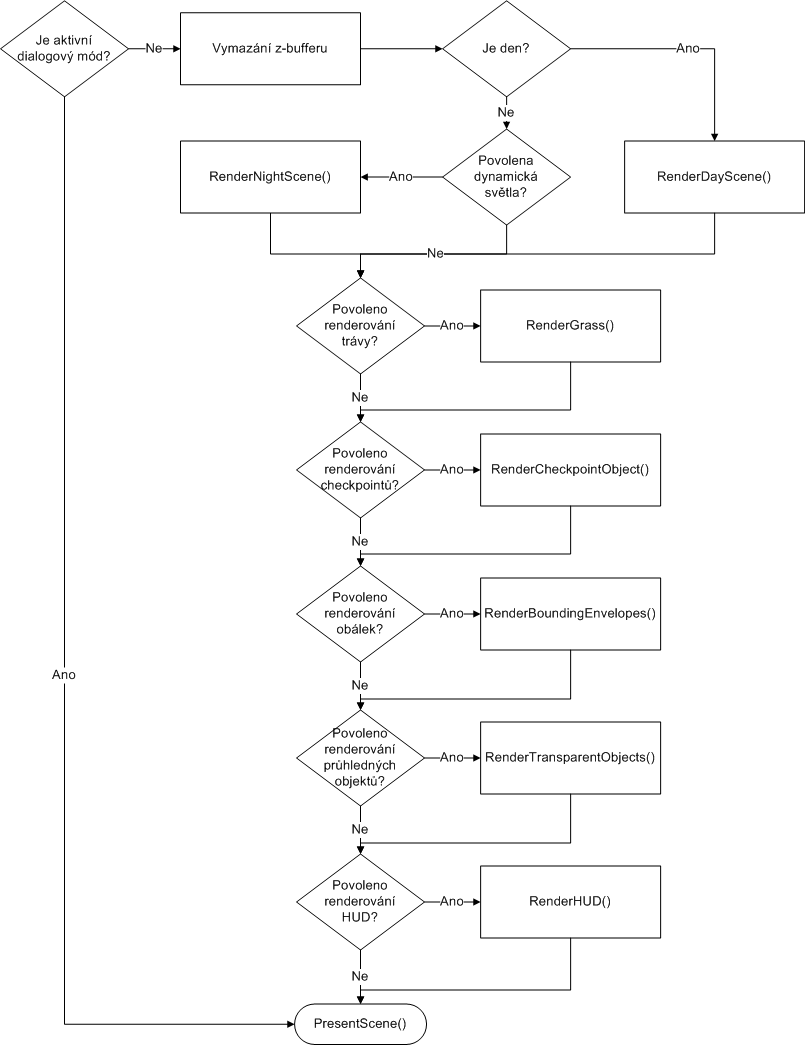 Je aktivní
dialogový mód?
Ne
Vymazání z-bufferu
Je den?
Ano
Ne
RenderNightScene()
Ano
Povolena
dynamická
světla?
RenderDayScene()
Ne
Povoleno
renderování
trávy?
Ano
RenderGrass()
Ne
Povoleno
renderování
checkpointů?
Ano
RenderCheckpointObject()
Ne
Povoleno
renderování
obálek?
Ano
RenderBoundingEnvelopes()
Ano
Ne
Povoleno
renderování
průhledných
objektů?
Ano
RenderTransparentObjects()
Ne
Povoleno
renderování
HUD?
Ano
RenderHUD()
Ne
PresentScene()